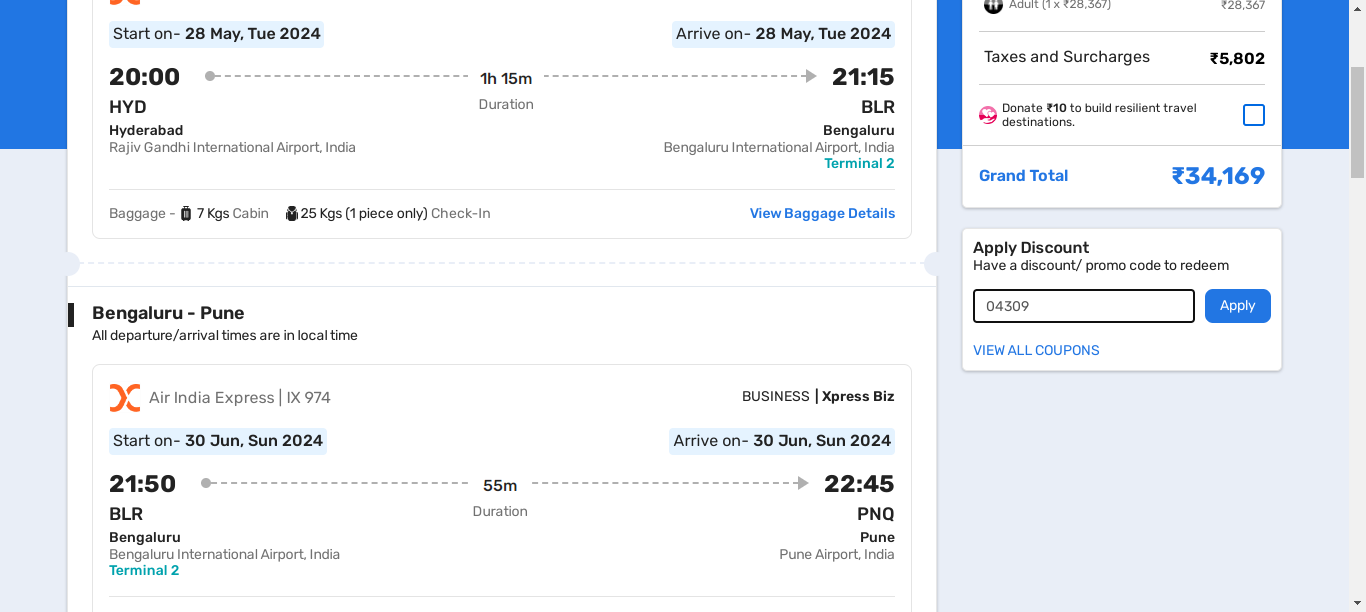 Start on- 28 May, Tue 2024
Arrive on- 28 May, Tue 2024
20:00
1h 15m
21:15
HYD
Duration
BLR
Hyderabad
Bengaluru
Rajiv Gandhi International Airport, India
Bengaluru International Airport, India
Terminal 2
Baggage - 7 Kgs Cabin 25 Kgs (1 piece only) Check-In
View Baggage Details
Bengaluru - Pune
All departure/arrival times are in local time
Air India Express | IX 974
BUSINESS | Xpress Biz
Start on- 30 Jun, Sun 2024
Arrive on- 30 Jun, Sun 2024
21:50
55m
22:45
BLR
Duration
PNQ
Bengaluru
Pune
Bengaluru International Airport, India
Pune Airport, India
Terminal 2
Adult (1 x ₹28,367)
₹28,367
Taxes and Surcharges
₹5,802
Donate ₹10 to build resilient travel
destinations.
Grand Total
₹34,169
Apply Discount
Have a discount/ promo code to redeem
04309
Apply
VIEW ALL COUPONS